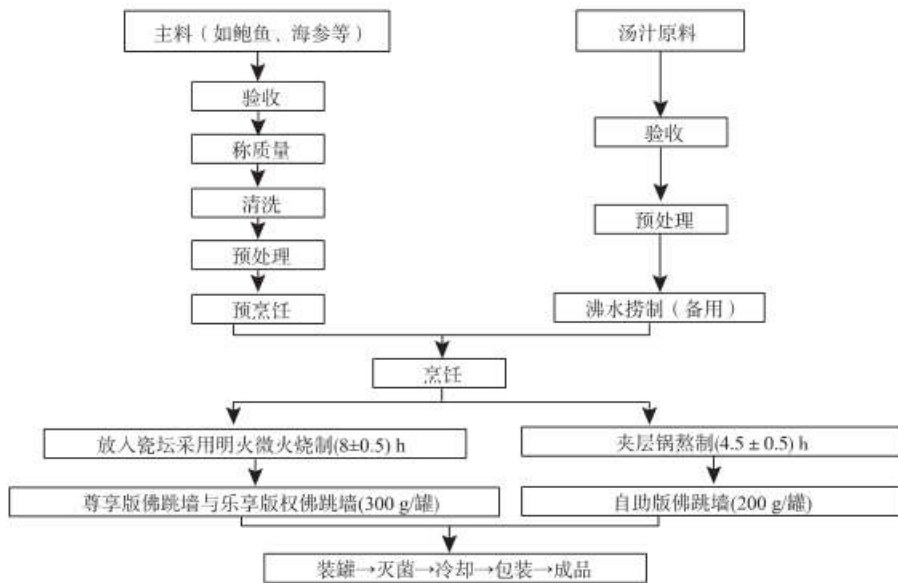 主料（如鲍鱼、海参等）
汤汁原料
验收
称质量
清洗
预处理
预烹饪
验收
预处理
沸水捞制（备用）
烹饪
放入瓷坛采用明火微火烧制(8±0.5) h
夹层锅熬制(4.5 ± 0.5) h
尊享版佛跳墙与乐享版权佛跳墙(300 g/罐)
自助版佛跳墙(200 g/罐)
装罐→灭菌→冷却→包装→成品